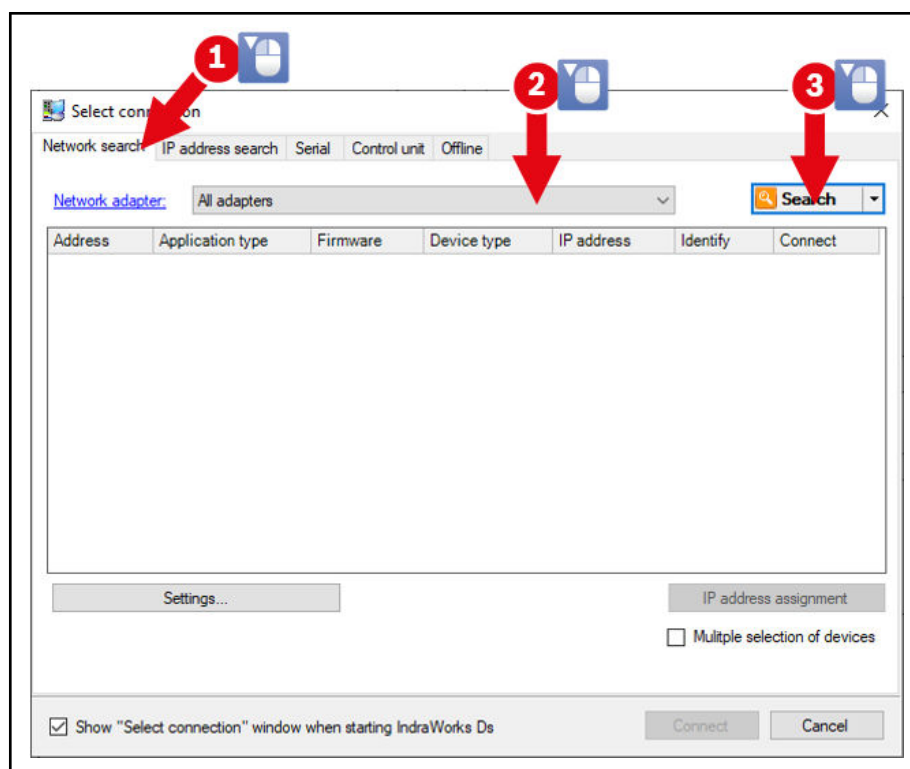 1
2
3
Select con on
Network search IP address search Serial Control unit Offline
Network adapter: All adapters Search
Address Application type Firmware Device type IP address Identify Connect
Settings... IP address assignment
Mulitple selection of devices
Show "Select connection" window when starting IndraWorks Ds Connect Cancel